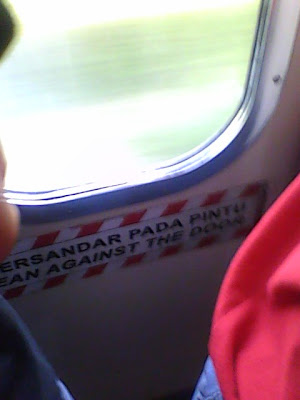 ERSANDAR PADA PINTU
EAN AGAINST THE DOOR